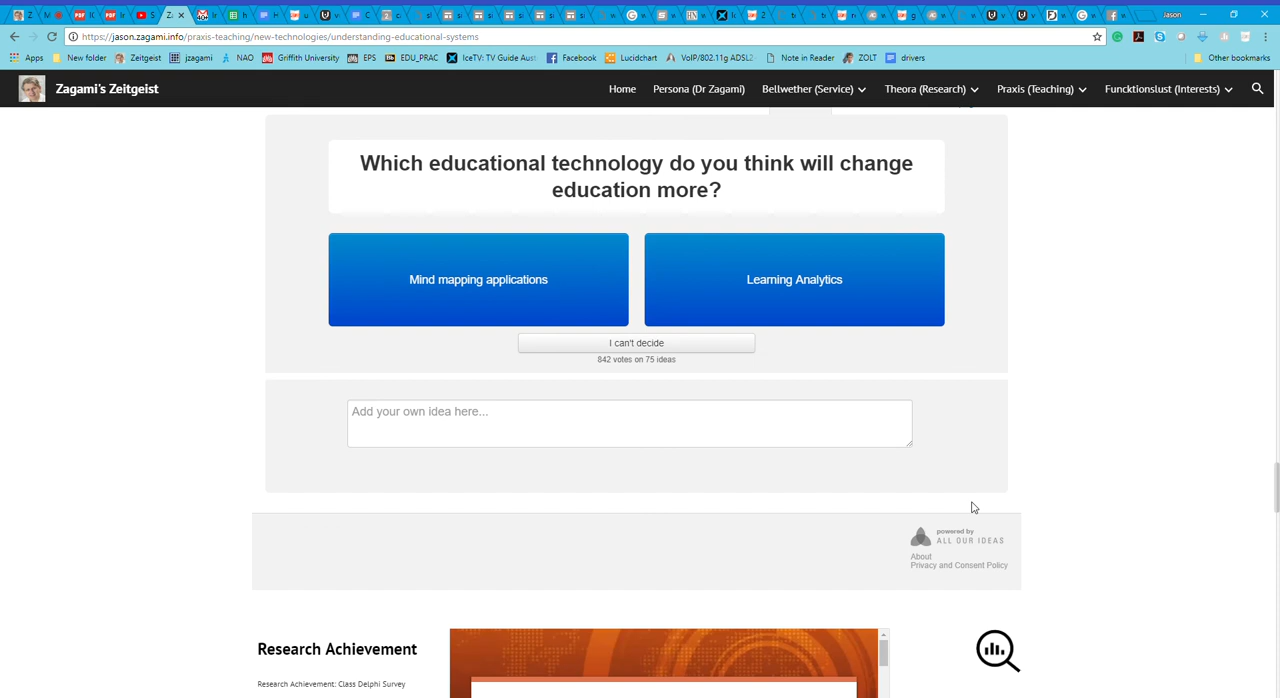 Jason
https://jason.zagami.info/praxis-teaching/new-technologies/understanding-educational-systems
Apps New folder Zeitgeist jzagami NAO Griffith University EPS EDU_PRAC IceTV: TV Guide Aust Facebook Lucidchart VoIP/802.11g ADSL2 Note in Reader ZOLT drivers Other bookmarks
Zagami's Zeitgeist Home Persona (Dr Zagami) Bellwether (Service) Theora (Research) Praxis (Teaching) Funcktionslust (Interests)
Which educational technology do you think will change
education more?
Mind mapping applications Learning Analytics
I can't decide
842 votes on 75 ideas
Add your own idea here...
powered by
ALL OUR IDEAS
About
Privacy and Consent Policy
Research Achievement
Research Achievement: Class Delphi Survey